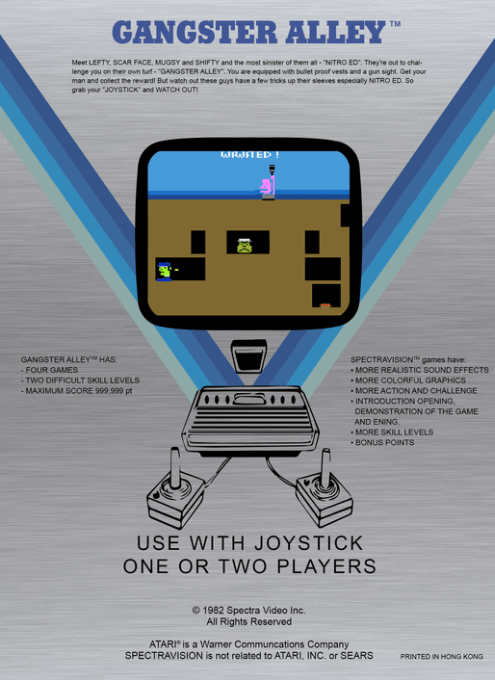 GANGSTER ALLEY™
Meet LEFTY, SCAR FACE, MUGSY and SHIFTY and the most sinister of them all - "NITRO ED". They're out to chal-
lenge you on their own turf - "GANGSTER ALLEY". You are equipped with bullet proof vests and a gun sight. Get your
man and collect the reward! But watch out these guys have a few tricks up their sleeves especially NITRO ED. So
grab your "JOYSTICK" and WATCH OUT!
WANTED !
GANGSTER ALLEY™ HAS:
- FOUR GAMES
- TWO DIFFICULT SKILL LEVELS
- MAXIMUM SCORE 999,999 pt
SPECTRAVISION™ games have:
• MORE REALISTIC SOUND EFFECTS
• MORE COLORFUL GRAPHICS
• MORE ACTION AND CHALLENGE
• INTRODUCTION OPENING,
DEMONSTRATION OF THE GAME
AND ENING.
• MORE SKILL LEVELS
• BONUS POINTS
USE WITH JOYSTICK
ONE OR TWO PLAYERS
© 1982 Spectra Video Inc.
All Rights Reserved
ATARI® is a Warner Communcations Company
SPECTRAVISION is not related to ATARI, INC. or SEARS
PRINTED IN HONG KONG